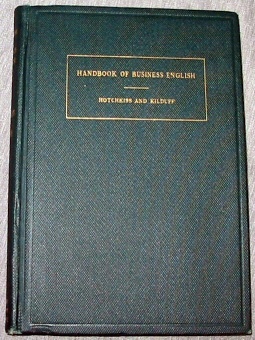 HANDBOOK OF BUSINESS ENGLISH
HOTCHKISS AND KILDUFF